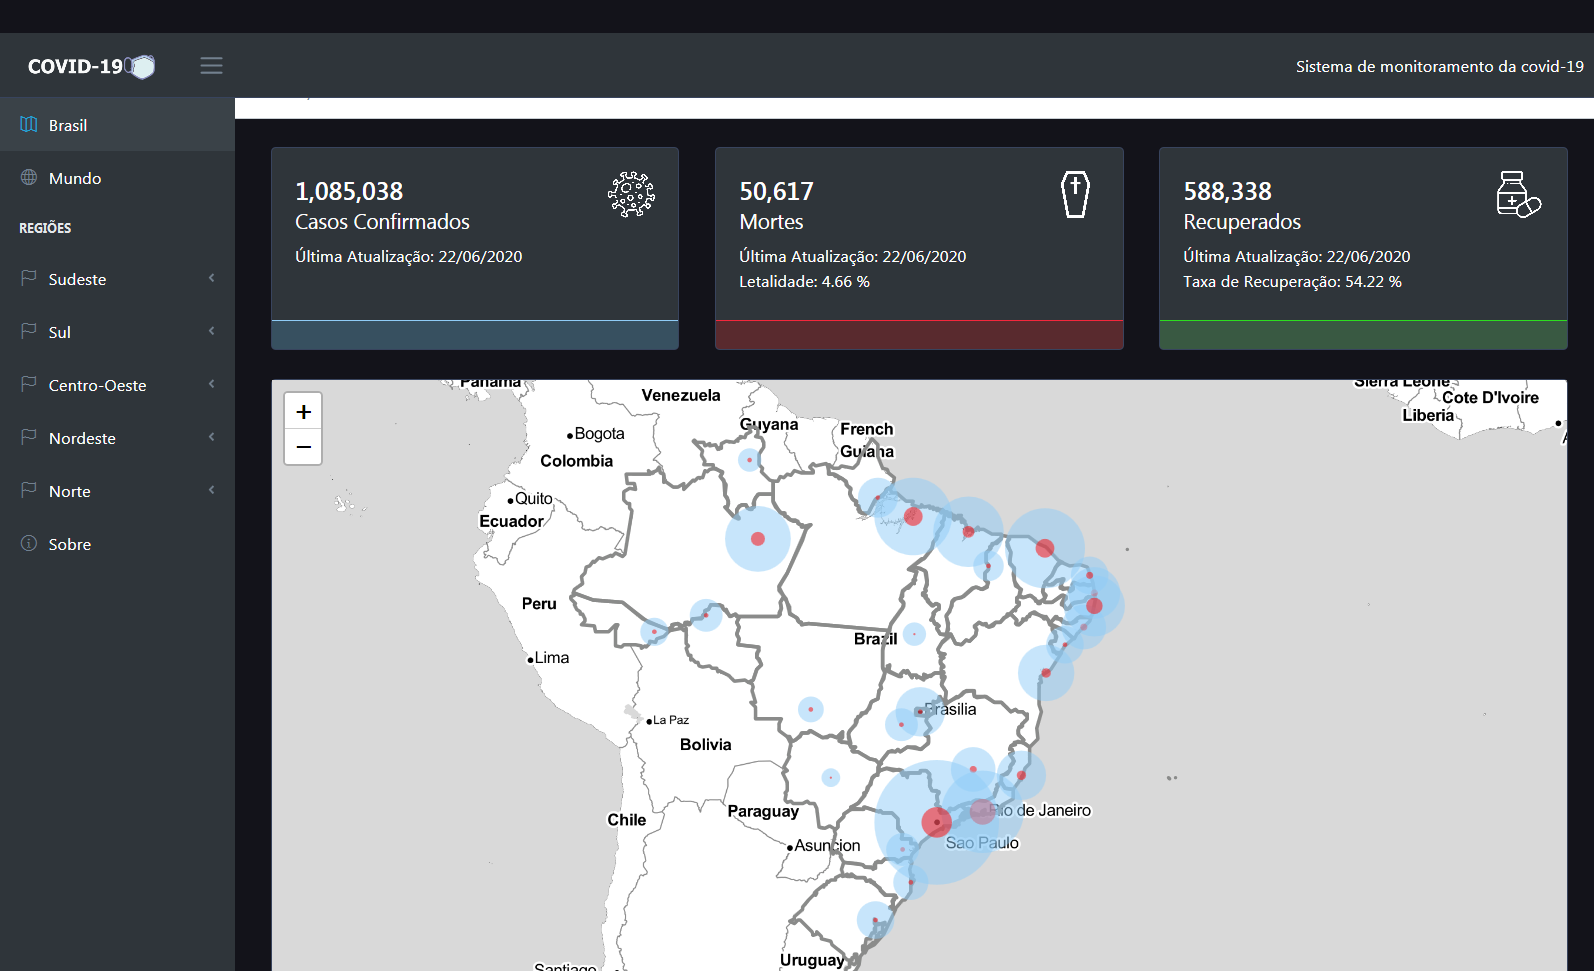 COVID-19
Sistema de monitoramento da covid-19
Brasil
Mundo
REGIÕES
Sudeste
Sul
Centro-Oeste
Nordeste
Norte
Sobre
1,085,038
Casos Confirmados
Última Atualização: 22/06/2020
50,617
Mortes
Última Atualização: 22/06/2020
Letalidade: 4.66 %
588,338
Recuperados
Última Atualização: 22/06/2020
Taxa de Recuperação: 54.22 %
+
−
Panama
Venezuela
Guyana
French
Guiana
Bogota
Colombia
Quito
Ecuador
Peru
Lima
Brazil
Brasilia
La Paz
Bolivia
Paraguay
Chile
Asuncion
Rio de Janeiro
Sao Paulo
Uruguay
Santiago
Sierra Leone
Cote D'Ivoire
Liberia